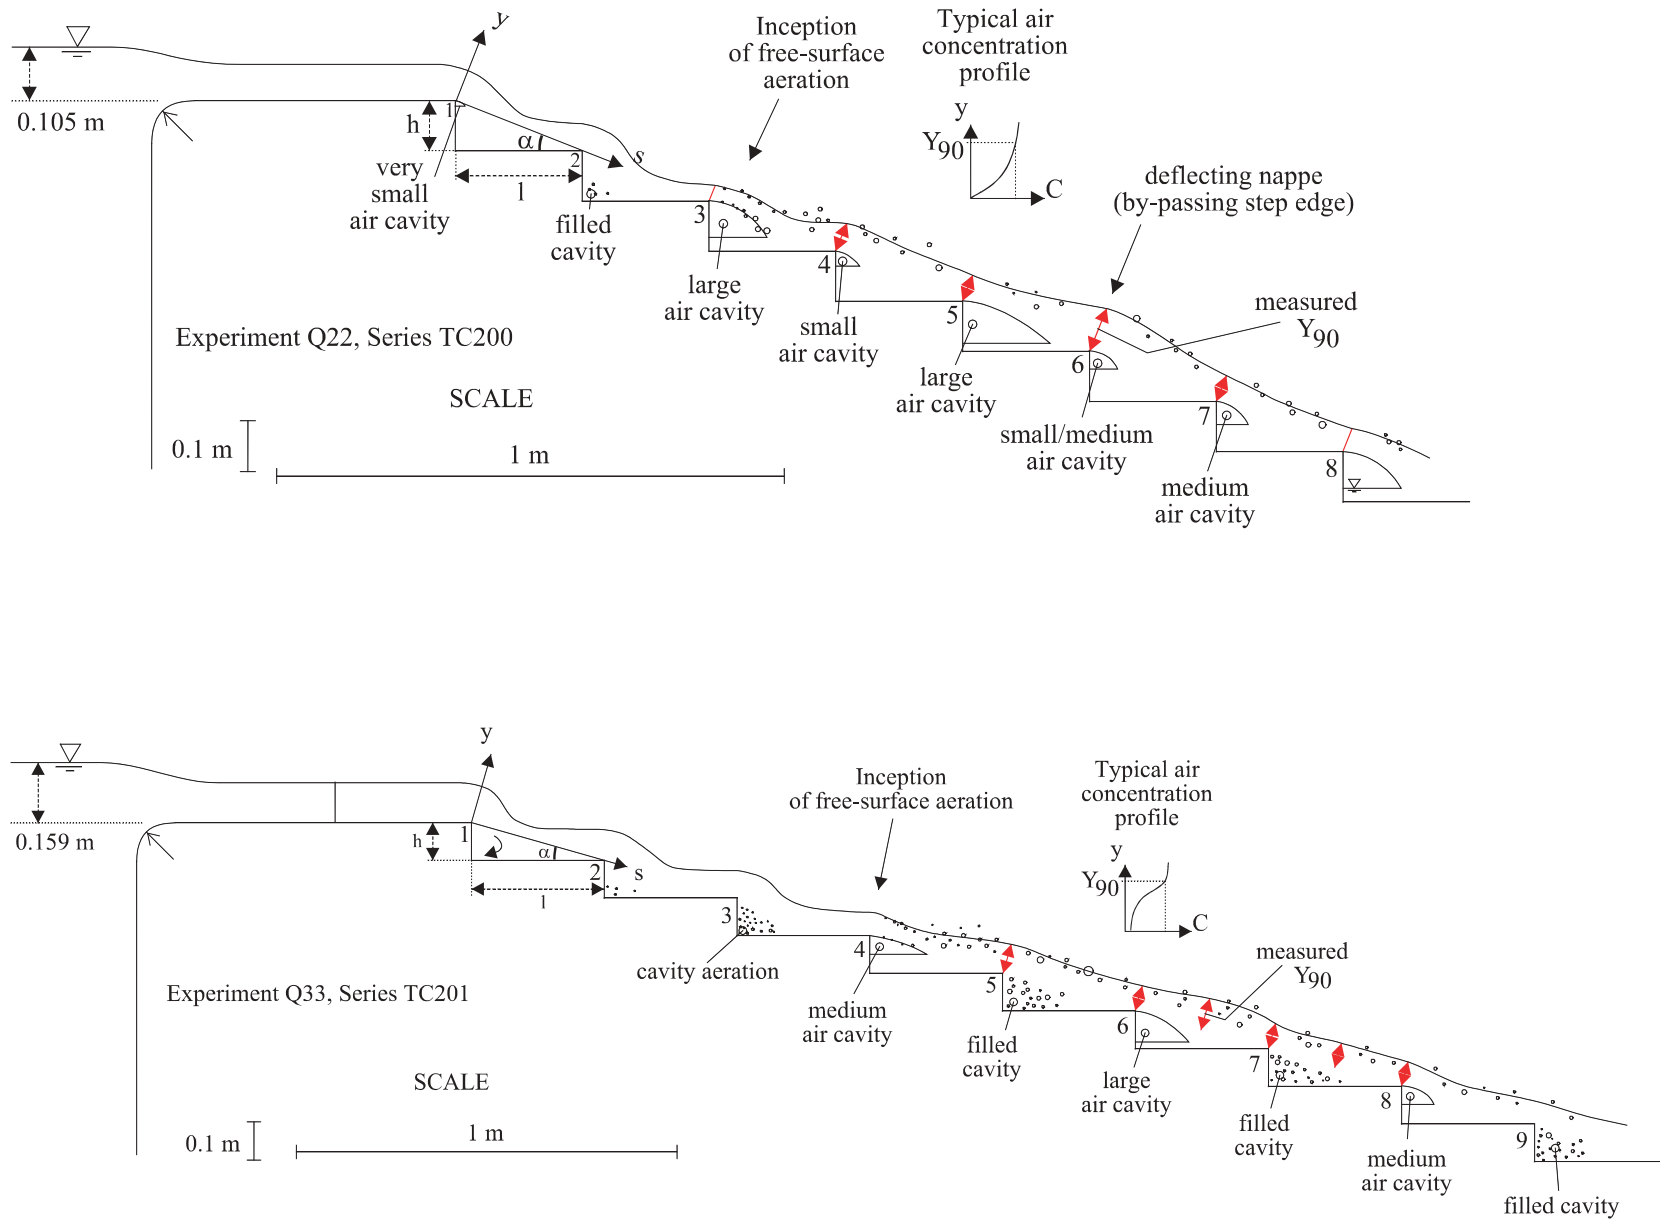 y
Inception
of free-surface
aeration
Typical air
concentration
profile
y
Y90
C
0.105 m
h
1
α
2
s
l
very
small
air cavity
filled
cavity
3
large
air cavity
4
small
air cavity
5
large
air cavity
deflecting nappe
(by-passing step edge)
measured
Y90
6
small/medium
air cavity
7
medium
air cavity
8
Experiment Q22, Series TC200
SCALE
0.1 m
1 m
y
Inception
of free-surface aeration
Typical air
concentration
profile
y
Y90
C
0.159 m
h
1
α
2
s
l
3
cavity aeration
4
medium
air cavity
5
filled
cavity
6
large
air cavity
measured
Y90
7
filled
cavity
8
medium
air cavity
9
filled cavity
Experiment Q33, Series TC201
SCALE
0.1 m
1 m